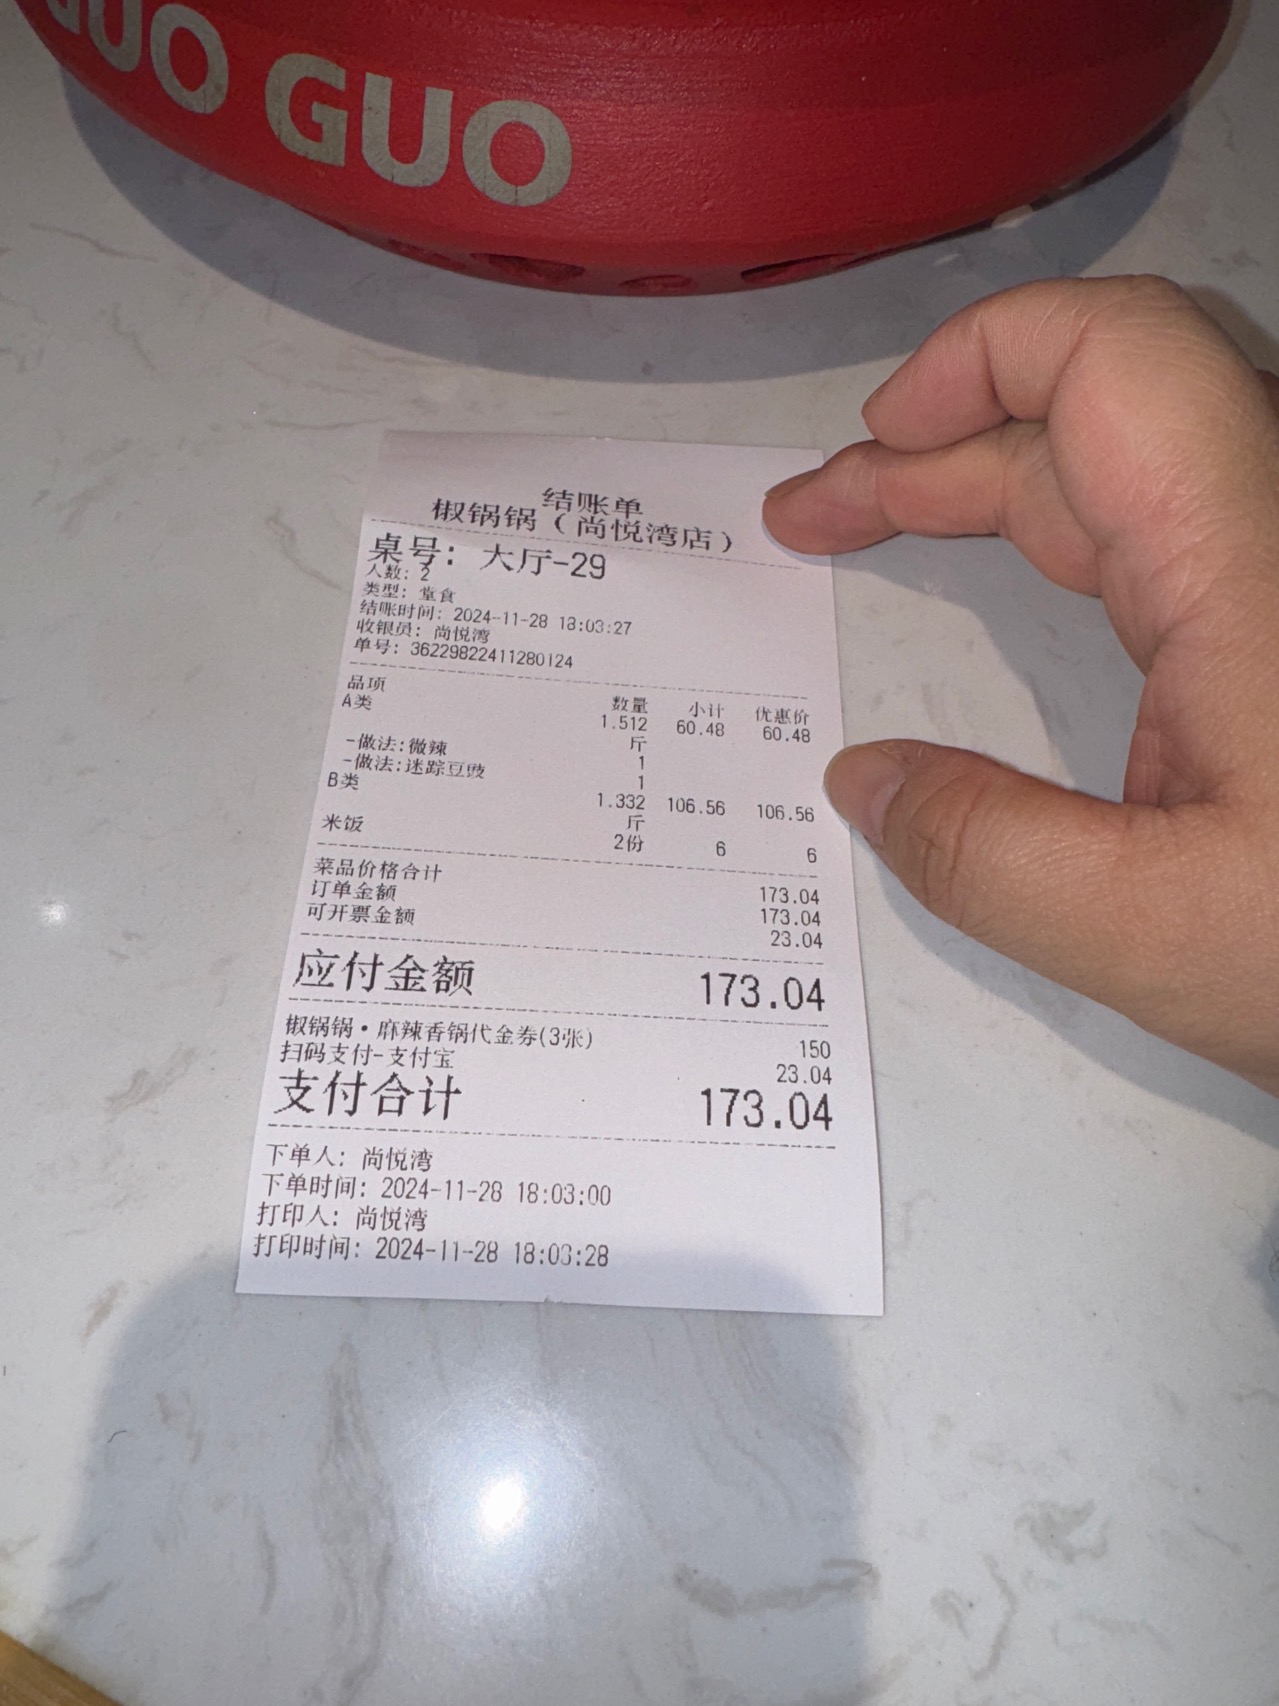 GUO GUO
结账单
椒锅锅（尚悦湾店）
桌号：大厅-29
人数：2
类型：堂食
结账时间：2024-11-28 18:03:27
收银员：尚悦湾
单号：36229822411280124
品项 数量 小计 优惠价
A类 1.512 60.48 60.48
斤
-做法:微辣 1
-做法:迷踪豆豉 1
B类 1.332 106.56 106.56
斤
米饭 2份 6 6
菜品价格合计 173.04
订单金额 173.04
可开票金额 23.04
应付金额 173.04
椒锅锅•麻辣香锅代金券(3张) 150
扫码支付-支付宝 23.04
支付合计 173.04
下单人：尚悦湾
下单时间：2024-11-28 18:03:00
打印人：尚悦湾
打印时间：2024-11-28 18:03:28